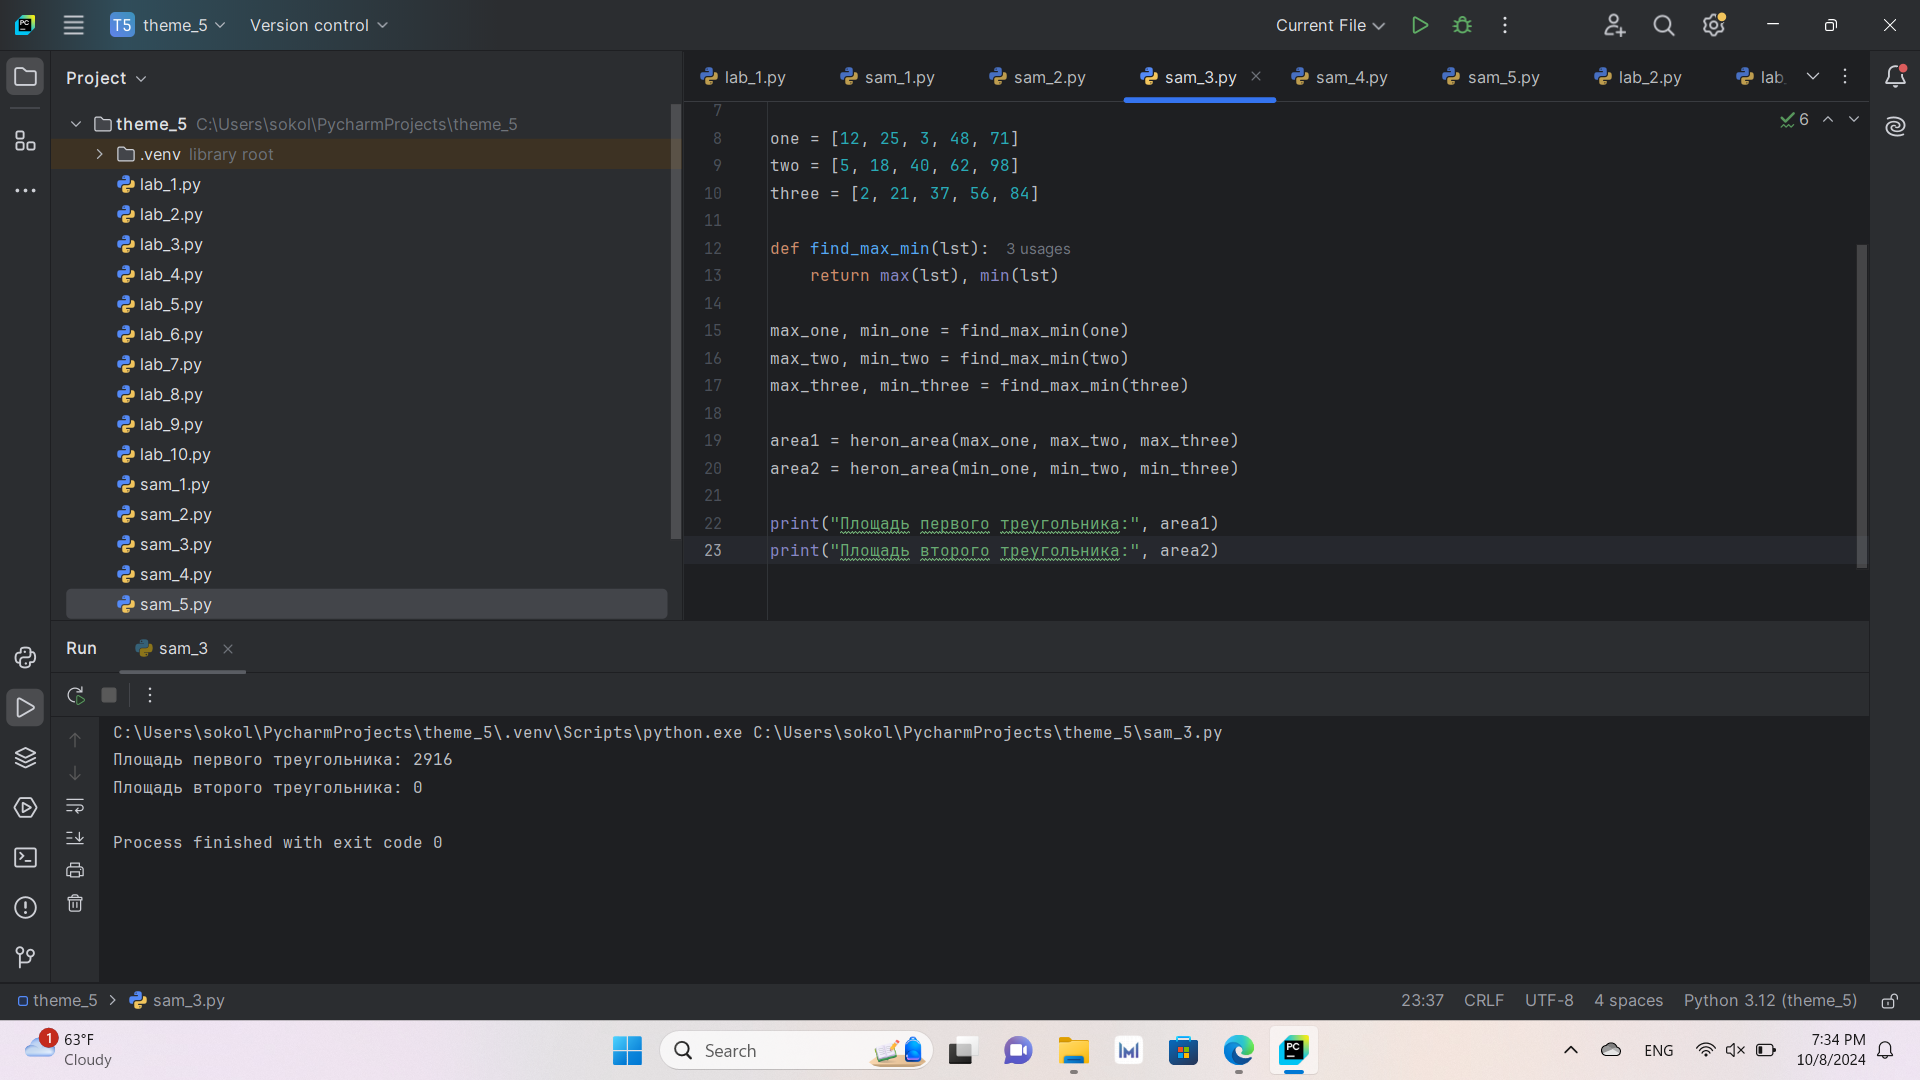 T5 theme_5 Version control Current File
Project
lab_1.py sam_1.py sam_2.py sam_3.py sam_4.py sam_5.py lab_2.py lab_
theme_5 C:\Users\sokol\PycharmProjects\theme_5
.venv library root
lab_1.py
lab_2.py
lab_3.py
lab_4.py
lab_5.py
lab_6.py
lab_7.py
lab_8.py
lab_9.py
lab_10.py
sam_1.py
sam_2.py
sam_3.py
sam_4.py
sam_5.py
6
7
8 one = [12, 25, 3, 48, 71]
9 two = [5, 18, 40, 62, 98]
10 three = [2, 21, 37, 56, 84]
11
12 def find_max_min(lst): 3 usages
13 return max(lst), min(lst)
14
15 max_one, min_one = find_max_min(one)
16 max_two, min_two = find_max_min(two)
17 max_three, min_three = find_max_min(three)
18
19 area1 = heron_area(max_one, max_two, max_three)
20 area2 = heron_area(min_one, min_two, min_three)
21
22 print("Площадь первого треугольника:", area1)
23 print("Площадь второго треугольника:", area2)
Run sam_3
C:\Users\sokol\PycharmProjects\theme_5\.venv\Scripts\python.exe C:\Users\sokol\PycharmProjects\theme_5\sam_3.py
Площадь первого треугольника: 2916
Площадь второго треугольника: 0
Process finished with exit code 0
theme_5 sam_3.py 23:37 CRLF UTF-8 4 spaces Python 3.12 (theme_5)
1 63°F
Cloudy
Search
PC
ENG
7:34 PM
10/8/2024